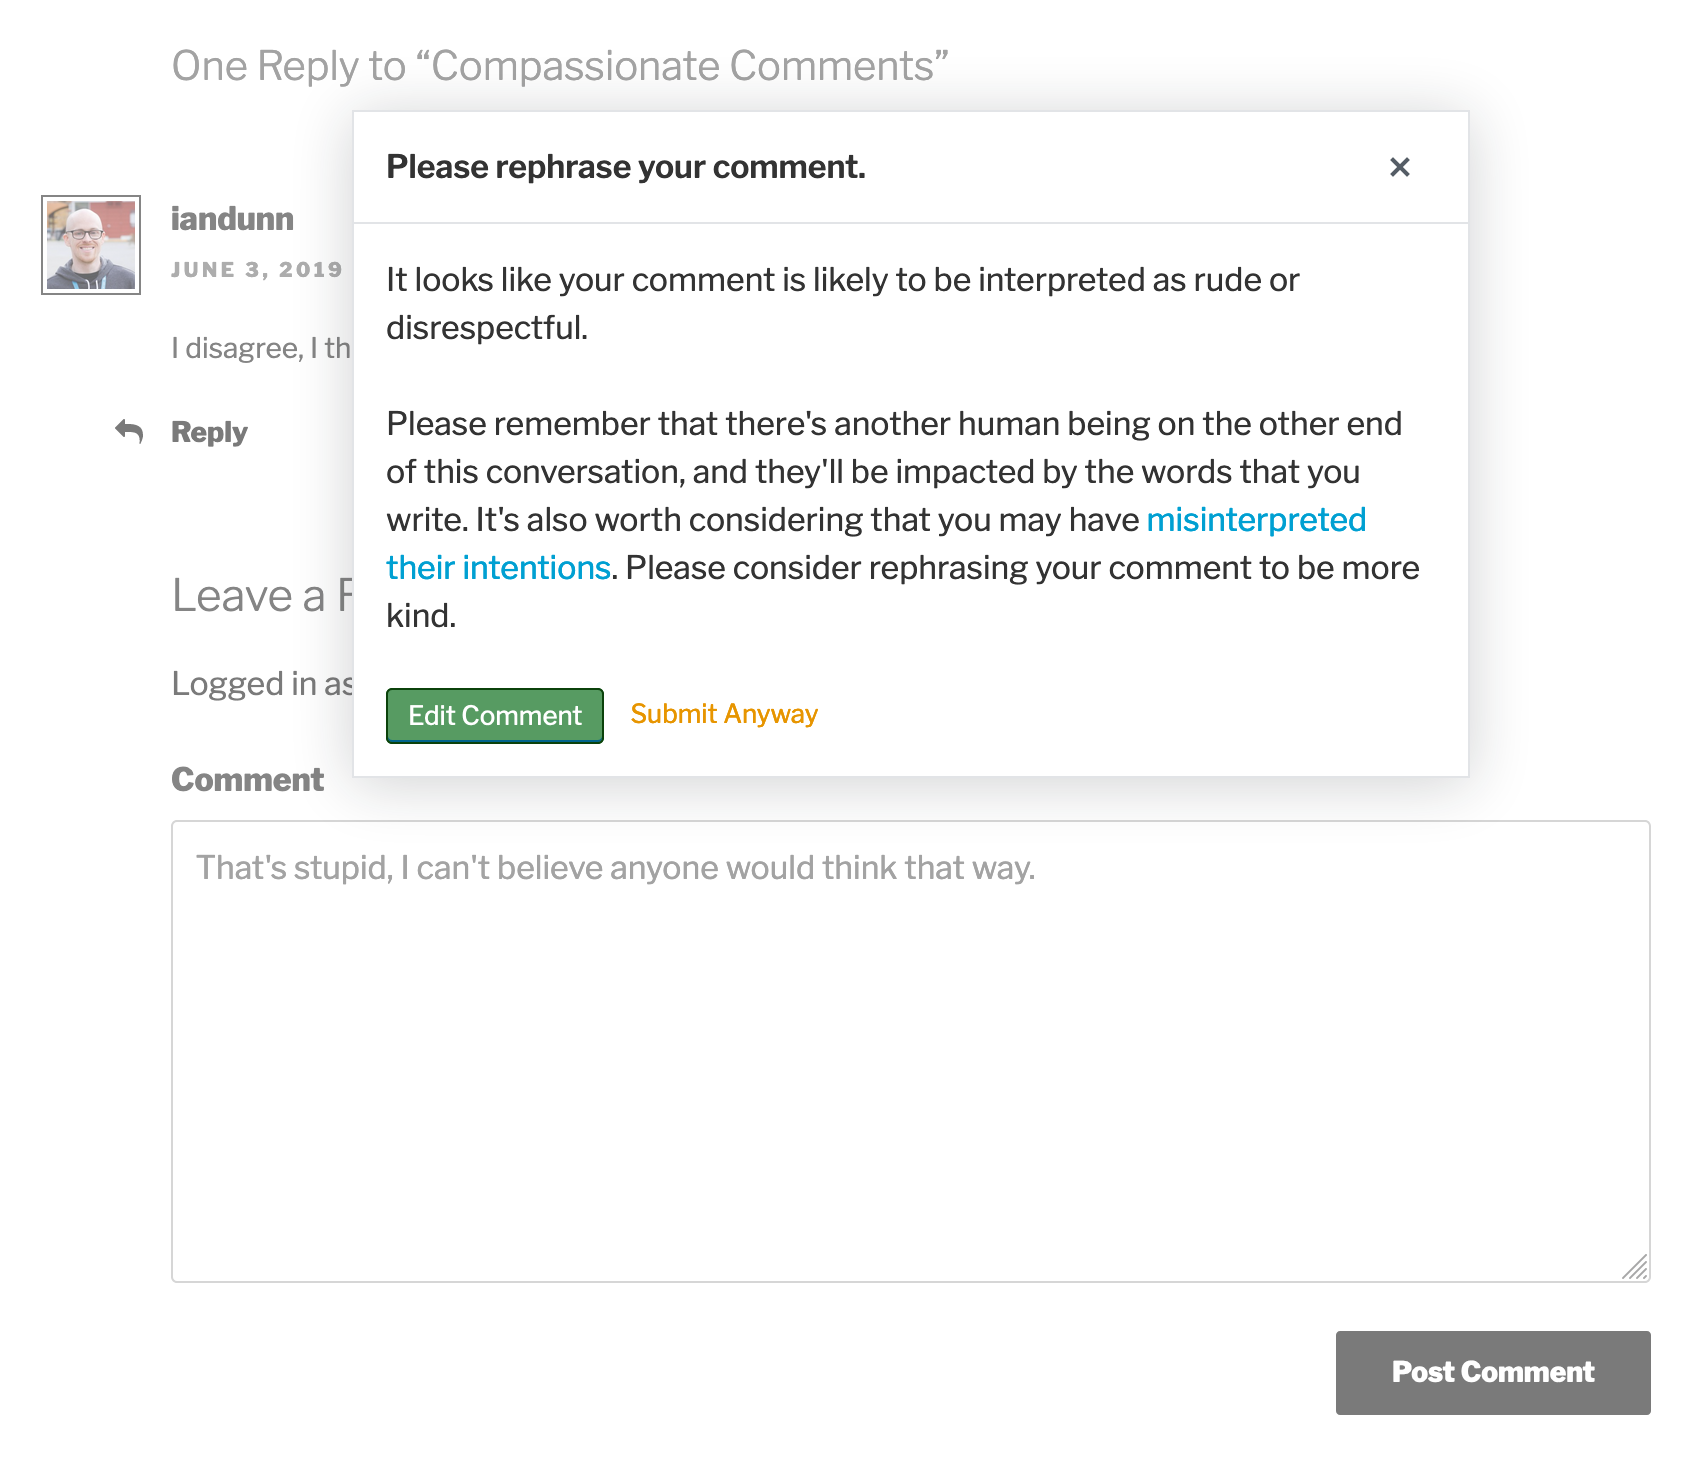 One Reply to “Compassionate Comments”
Please rephrase your comment.
×
iandunn
JUNE 3, 2019
It looks like your comment is likely to be interpreted as rude or
disrespectful.
I disagree, I
Please remember that there's another human being on the other end
of this conversation, and they'll be impacted by the words that you
write. It's also worth considering that you may have misinterpreted
their intentions. Please consider rephrasing your comment to be more
kind.
Reply
Leave a
Logged in as
Edit Comment
Submit Anyway
Comment
That's stupid, I can't believe anyone would think that way.
Post Comment